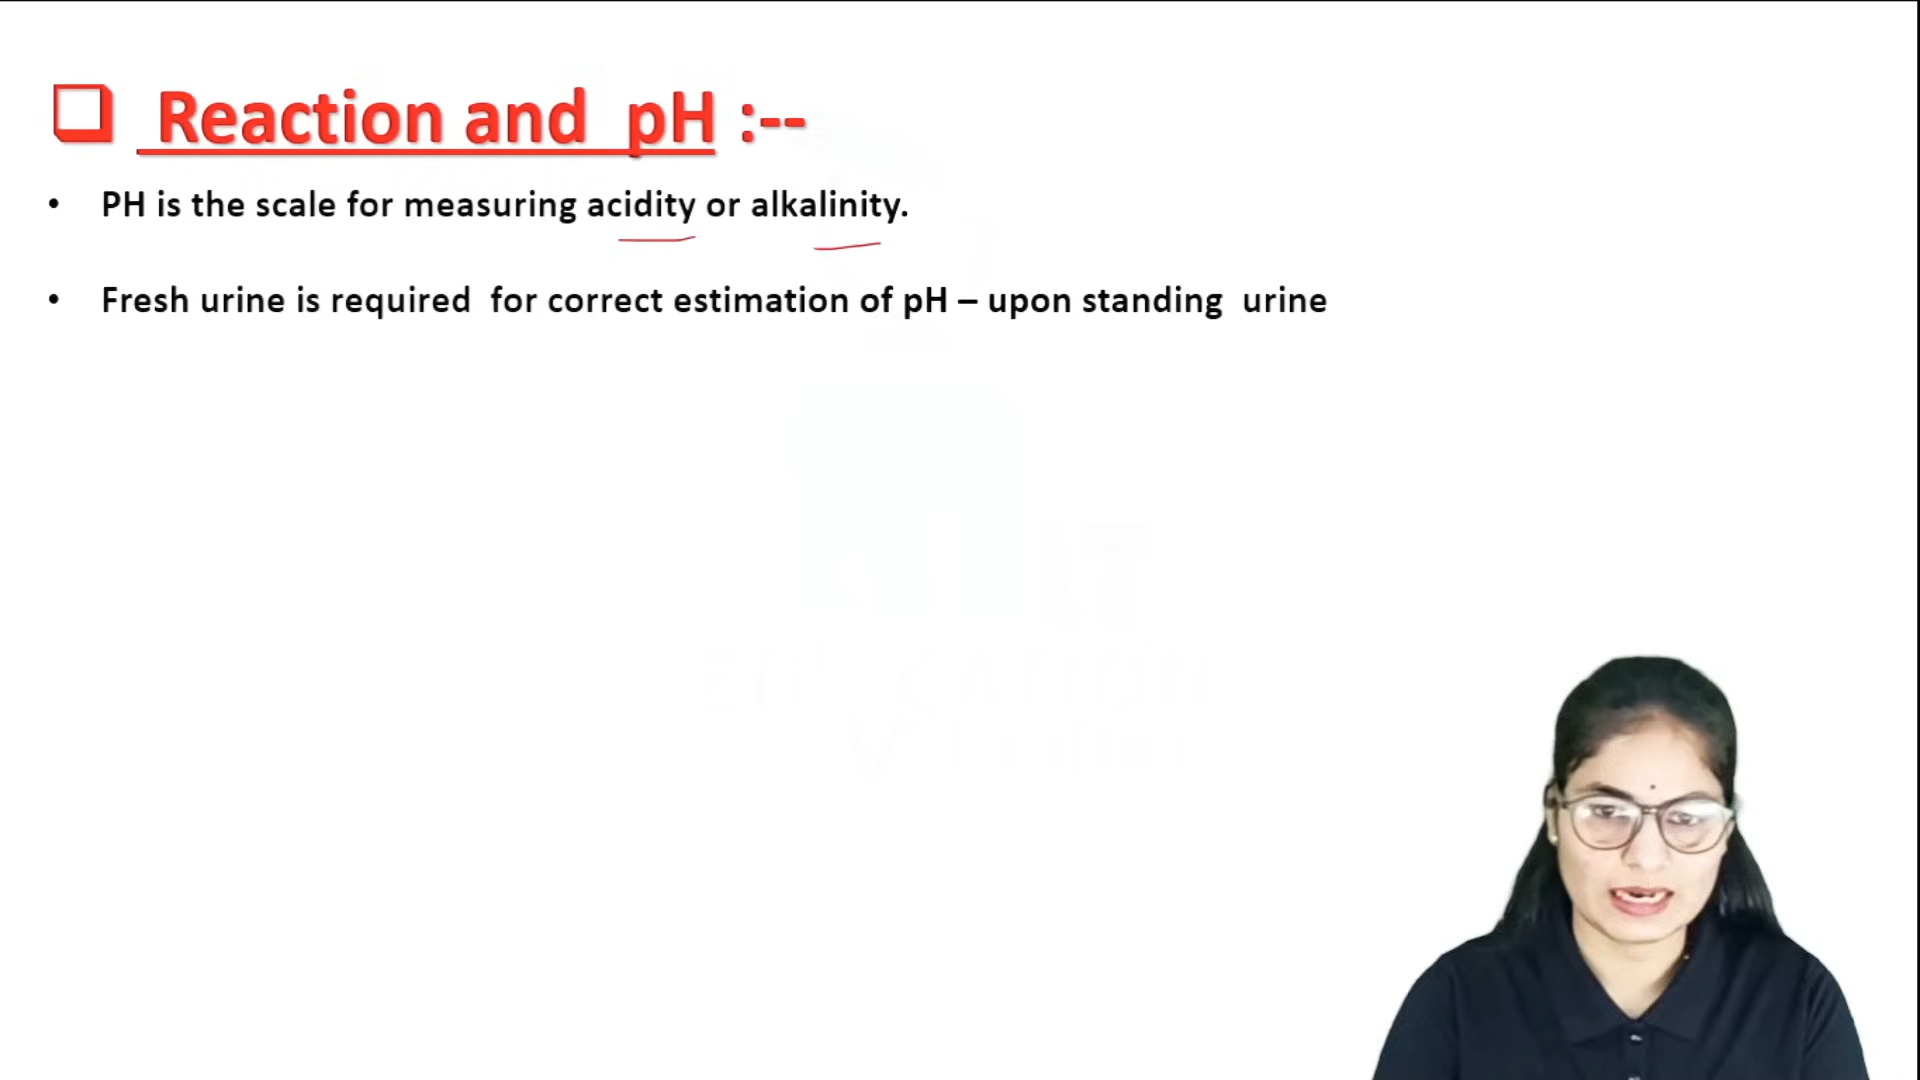 ❑ Reaction and pH :--
• PH is the scale for measuring acidity or alkalinity.
• Fresh urine is required for correct estimation of pH – upon standing urine